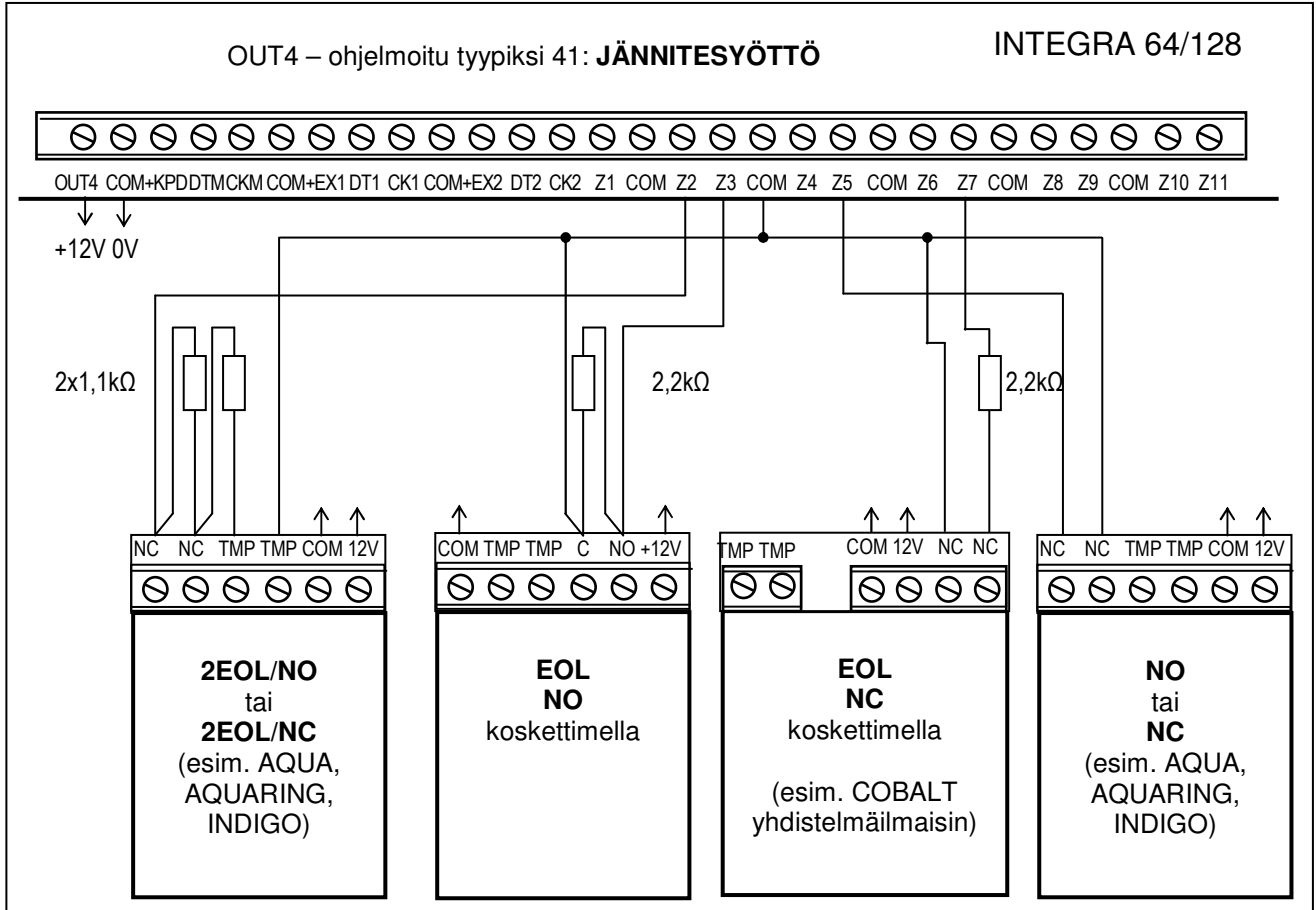 OUT4 – ohjelmoitu tyypiksi 41: JÄNNITESYÖTTÖ
INTEGRA 64/128
OUT4 COM+KPD DTM CKM COM+EX1 DT1 CK1 COM+EX2 DT2 CK2 Z1 COM Z2 Z3 COM Z4 Z5 COM Z6 Z7 COM Z8 Z9 COM Z10 Z11
+12V 0V
2x1,1kΩ
2,2kΩ
2,2kΩ
NC NC TMP TMP COM 12V
COM TMP TMP C NO +12V
TMP TMP COM 12V NC NC
NC NC TMP TMP COM 12V
2EOL/NO
tai
2EOL/NC
(esim. AQUA,
AQUARING,
INDIGO)
EOL
NO
koskettimella
EOL
NC
koskettimella
(esim. COBALT
yhdistelmäilmaisin)
NO
tai
NC
(esim. AQUA,
AQUARING,
INDIGO)